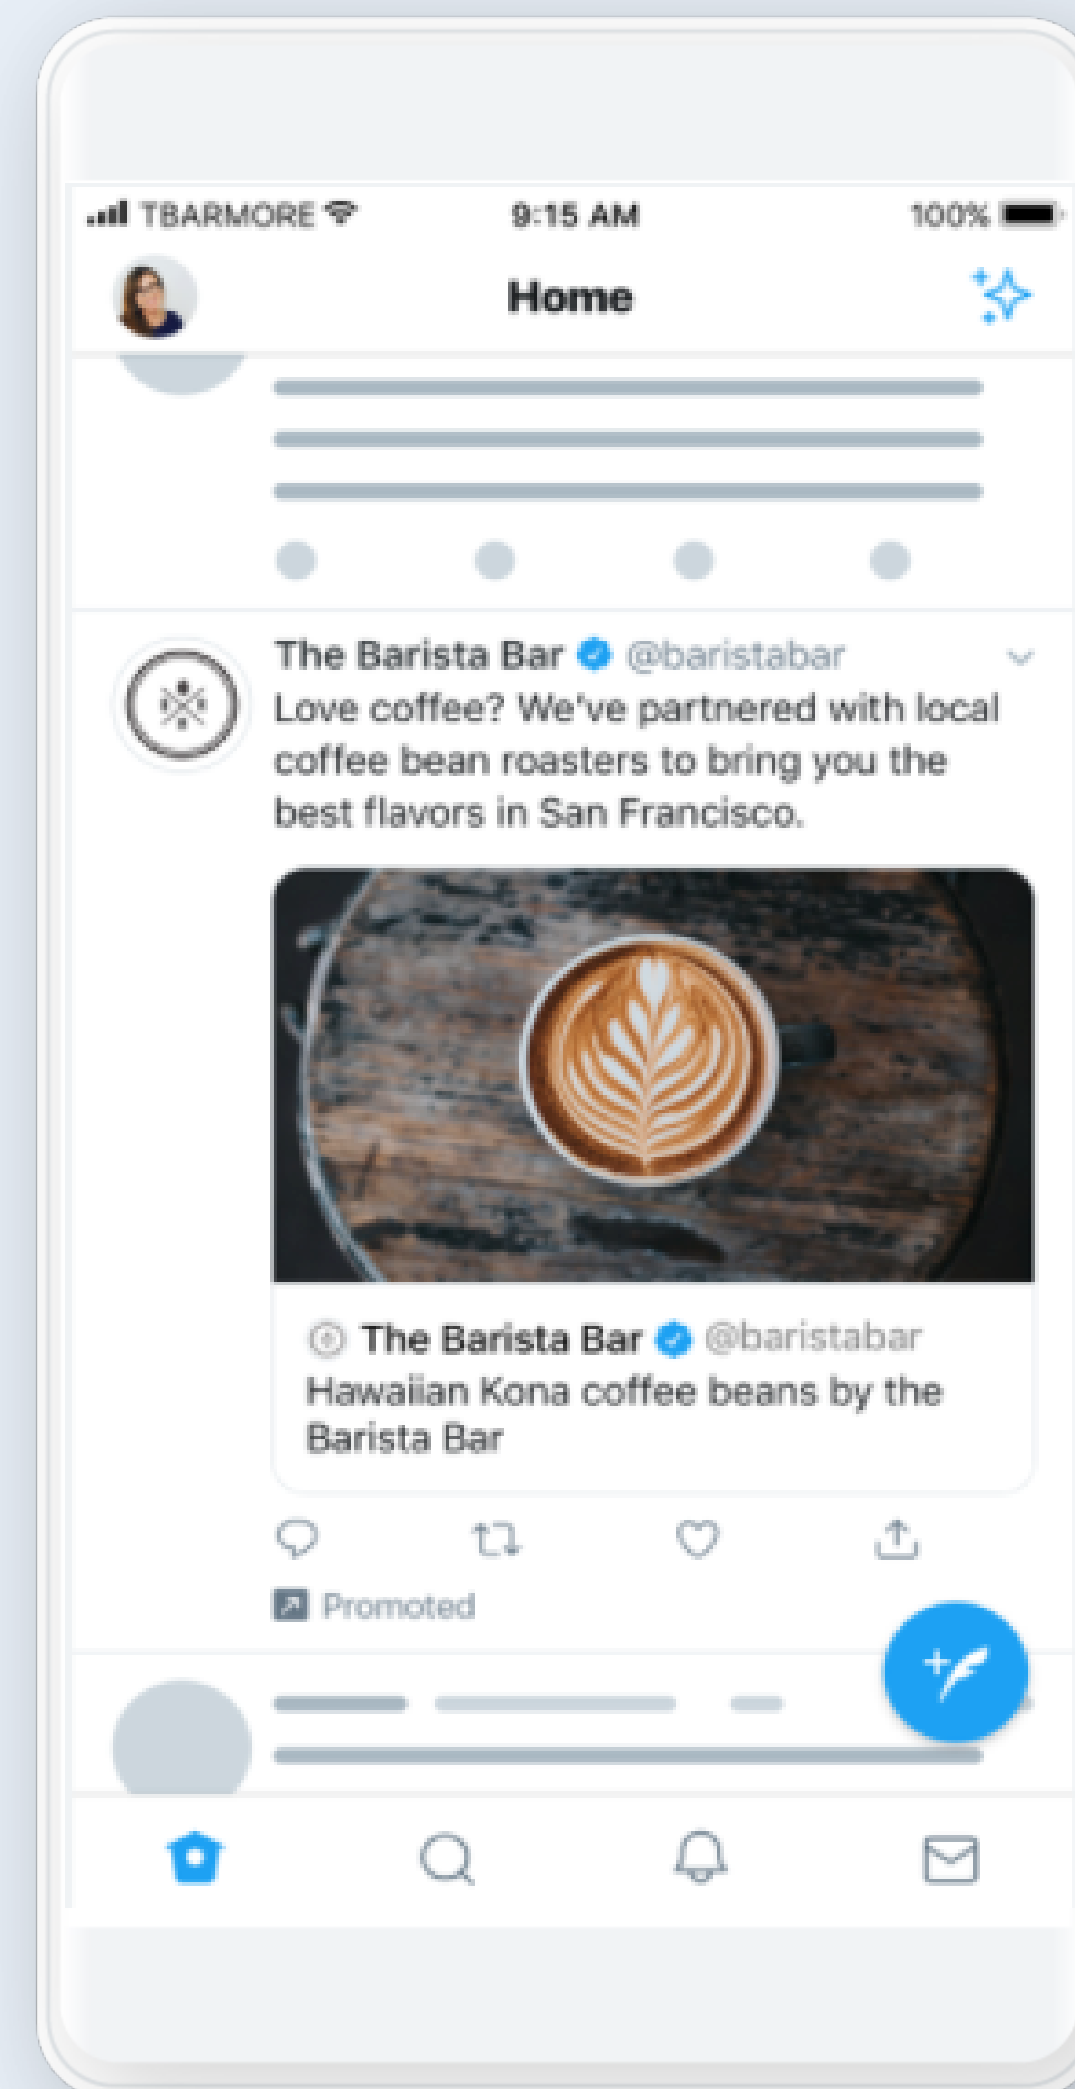 TBARMORE 9:15 AM 100%
Home
The Barista Bar @baristabar
Love coffee? We've partnered with local
coffee bean roasters to bring you the
best flavors in San Francisco.
The Barista Bar @baristabar
Hawaiian Kona coffee beans by the
Barista Bar
Promoted